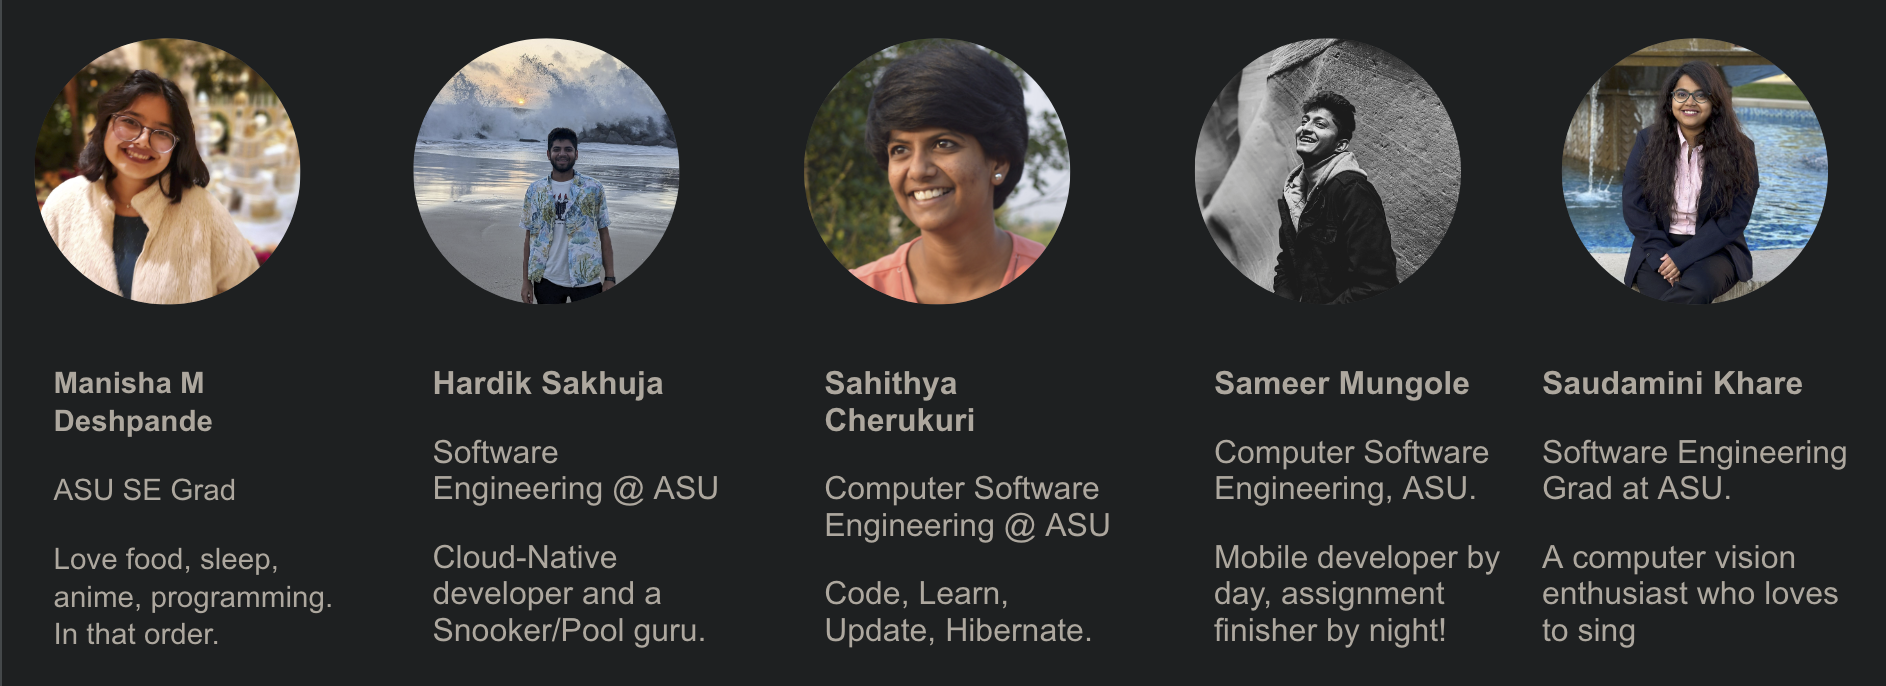 Manisha M
Deshpande
ASU SE Grad
Love food, sleep,
anime, programming.
In that order.
Hardik Sakhuja
Software
Engineering @ ASU
Cloud-Native
developer and a
Snooker/Pool guru.
Sahithya
Cherukuri
Computer Software
Engineering @ ASU
Code, Learn,
Update, Hibernate.
Sameer Mungole
Computer Software
Engineering, ASU.
Mobile developer by
day, assignment
finisher by night!
Saudamini Khare
Software Engineering
Grad at ASU.
A computer vision
enthusiast who loves
to sing